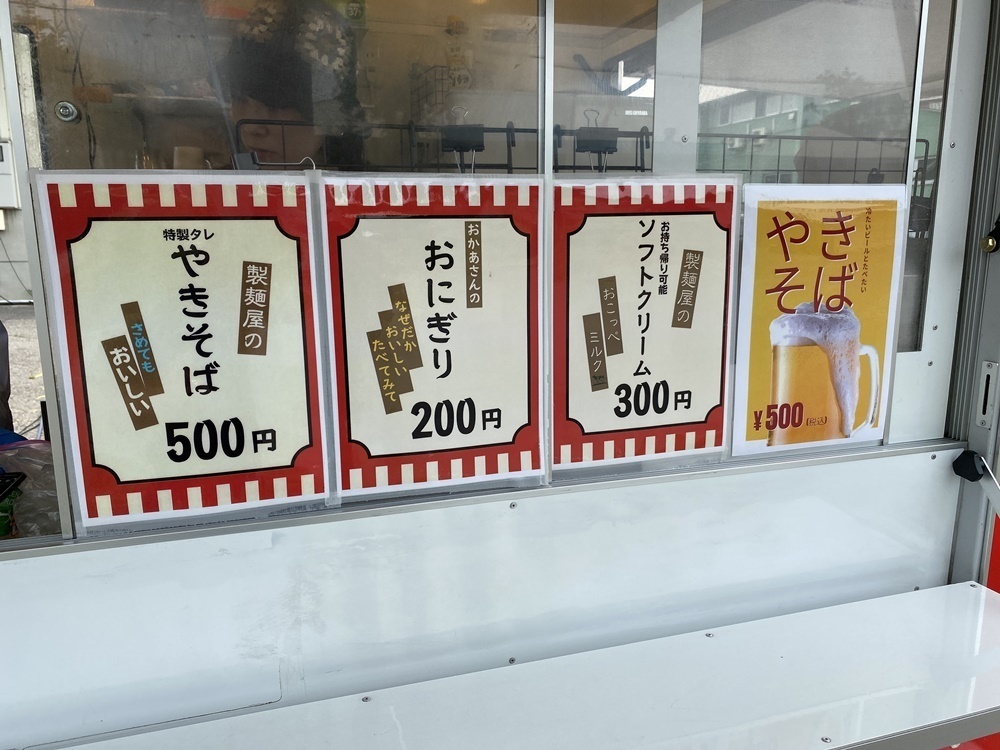 製麺屋の
特製タレ
やきそば
さめても
おいしい
500円
おかあさんの
おにぎり
なぜだか
おいしい
たべてみて
200円
製麺屋の
お持ち帰り可能
ソフトクリーム
おこっぺ
ミルク
300円
冷たいビールとたべたい
やきそば
¥500(税込)